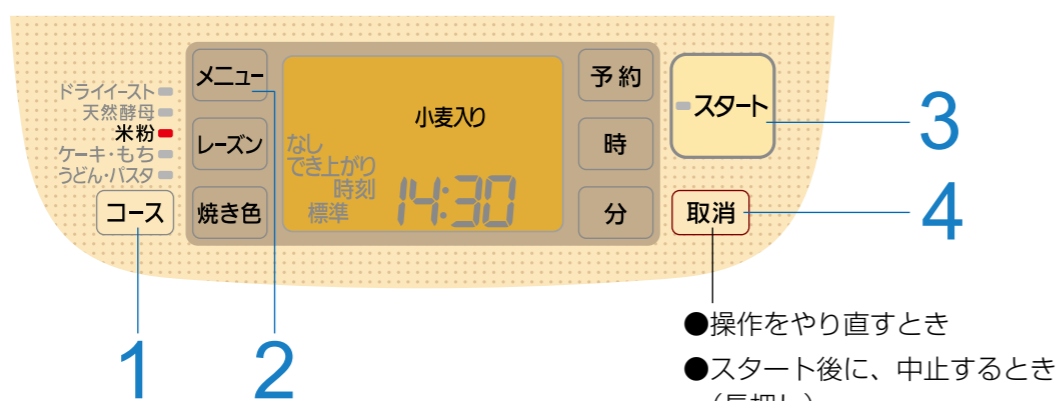 ドライイースト
天然酵母
米粉
ケーキ・もち
うどん・パスタ
コース
メニュー
レーズン
焼き色
小麦入り
なし
でき上がり
時刻
標準
14:30
予約
時
分
スタート
取消
1
2
3
4
●操作をやり直すとき
●スタート後に、中止するとき
（長押し）